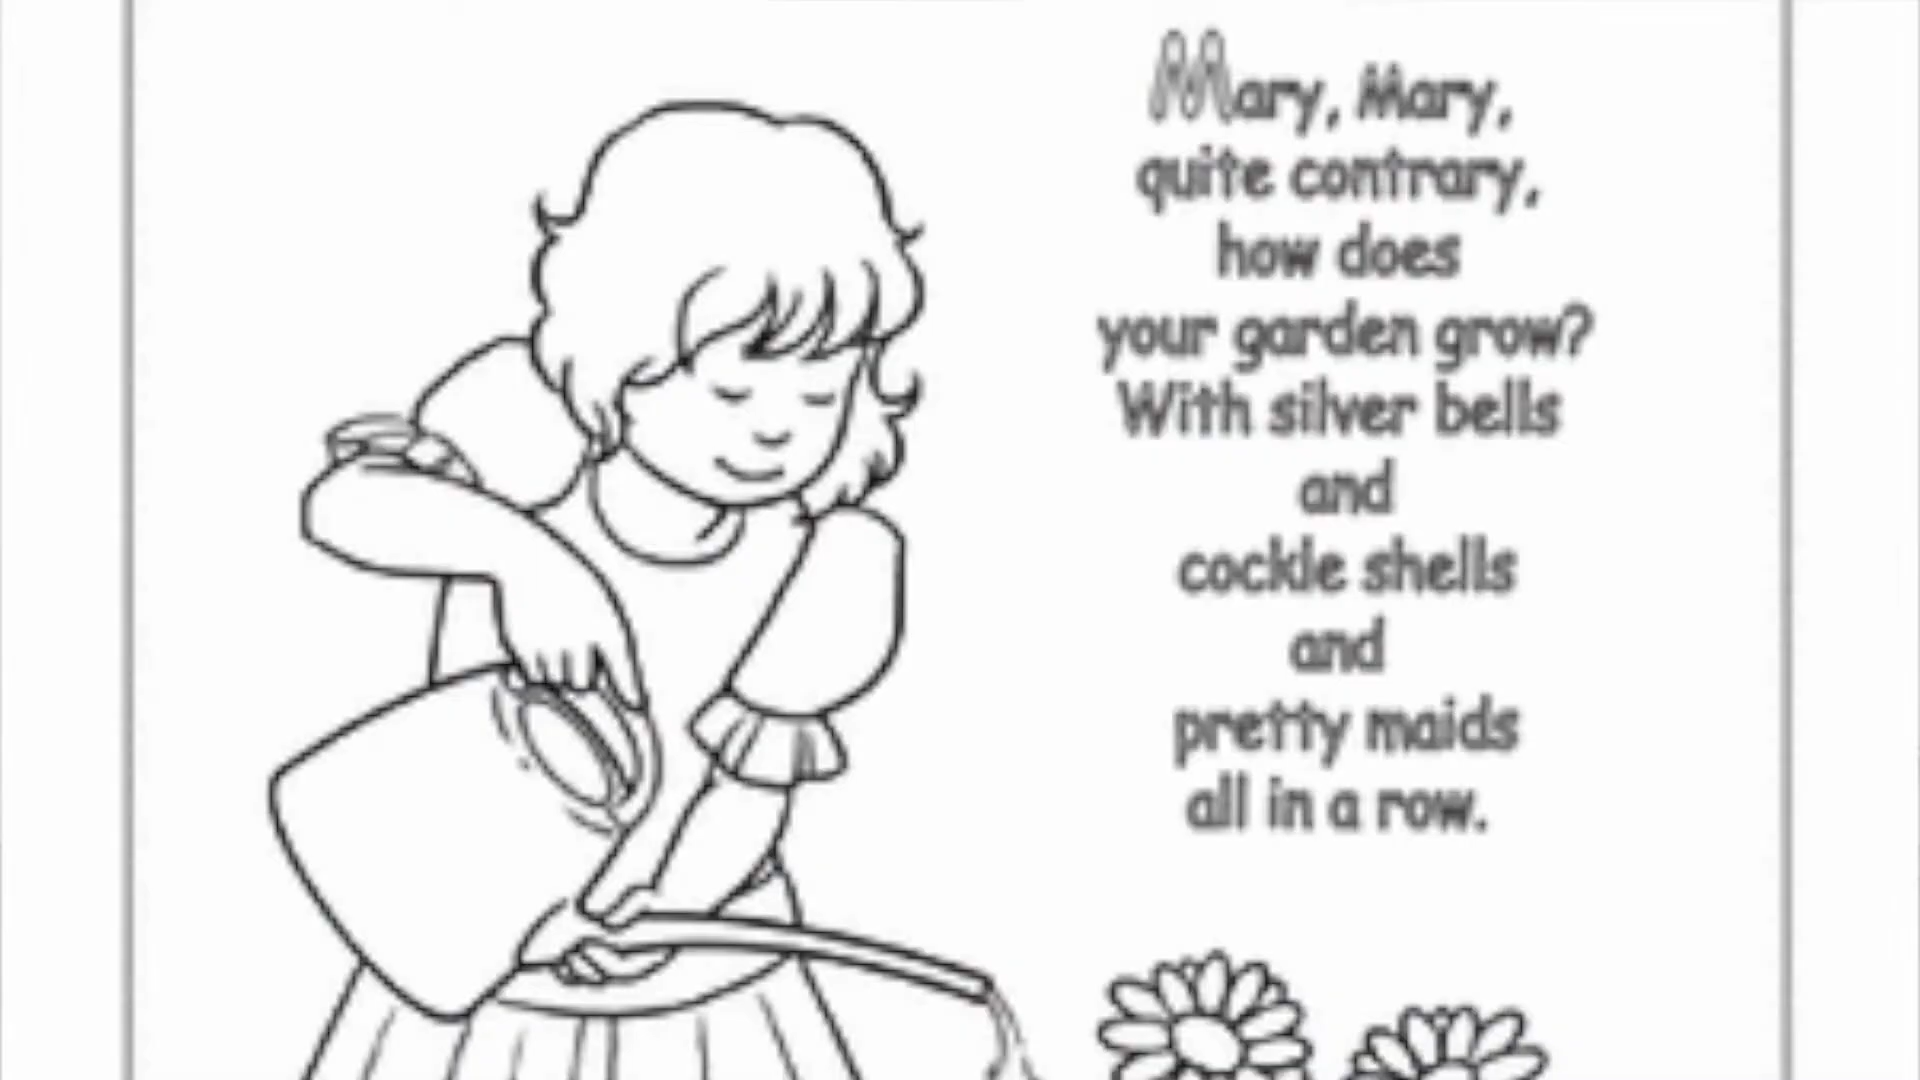 Mary, Mary,
quite contrary,
how does
your garden grow?
With silver bells
and
cockle shells
and
pretty maids
all in a row.